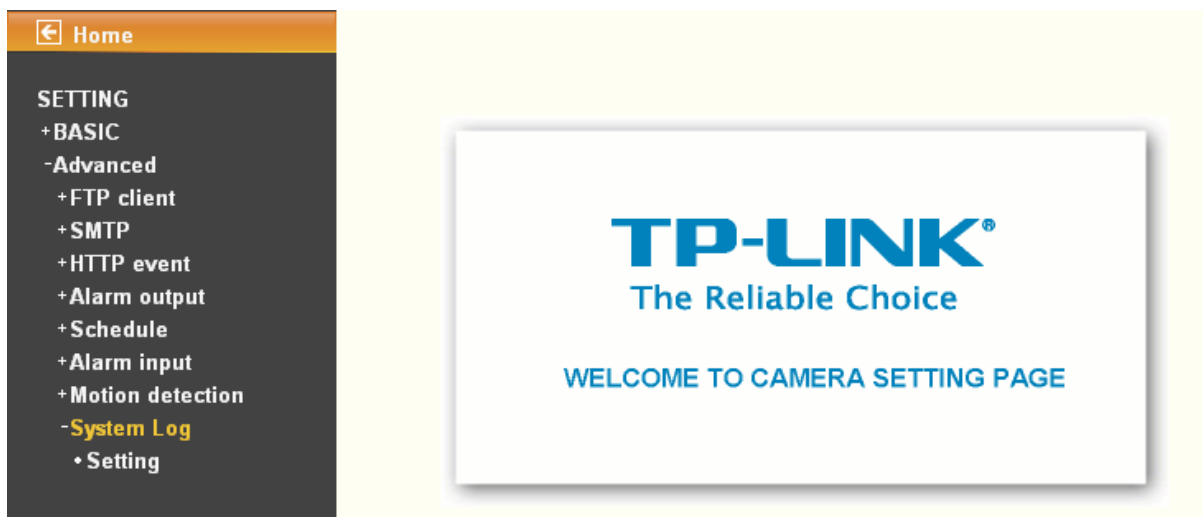 Home
SETTING
+BASIC
-Advanced
+FTP client
+SMTP
+HTTP event
+Alarm output
+Schedule
+Alarm input
+Motion detection
-System Log
•Setting
TP-LINK®
The Reliable Choice
WELCOME TO CAMERA SETTING PAGE